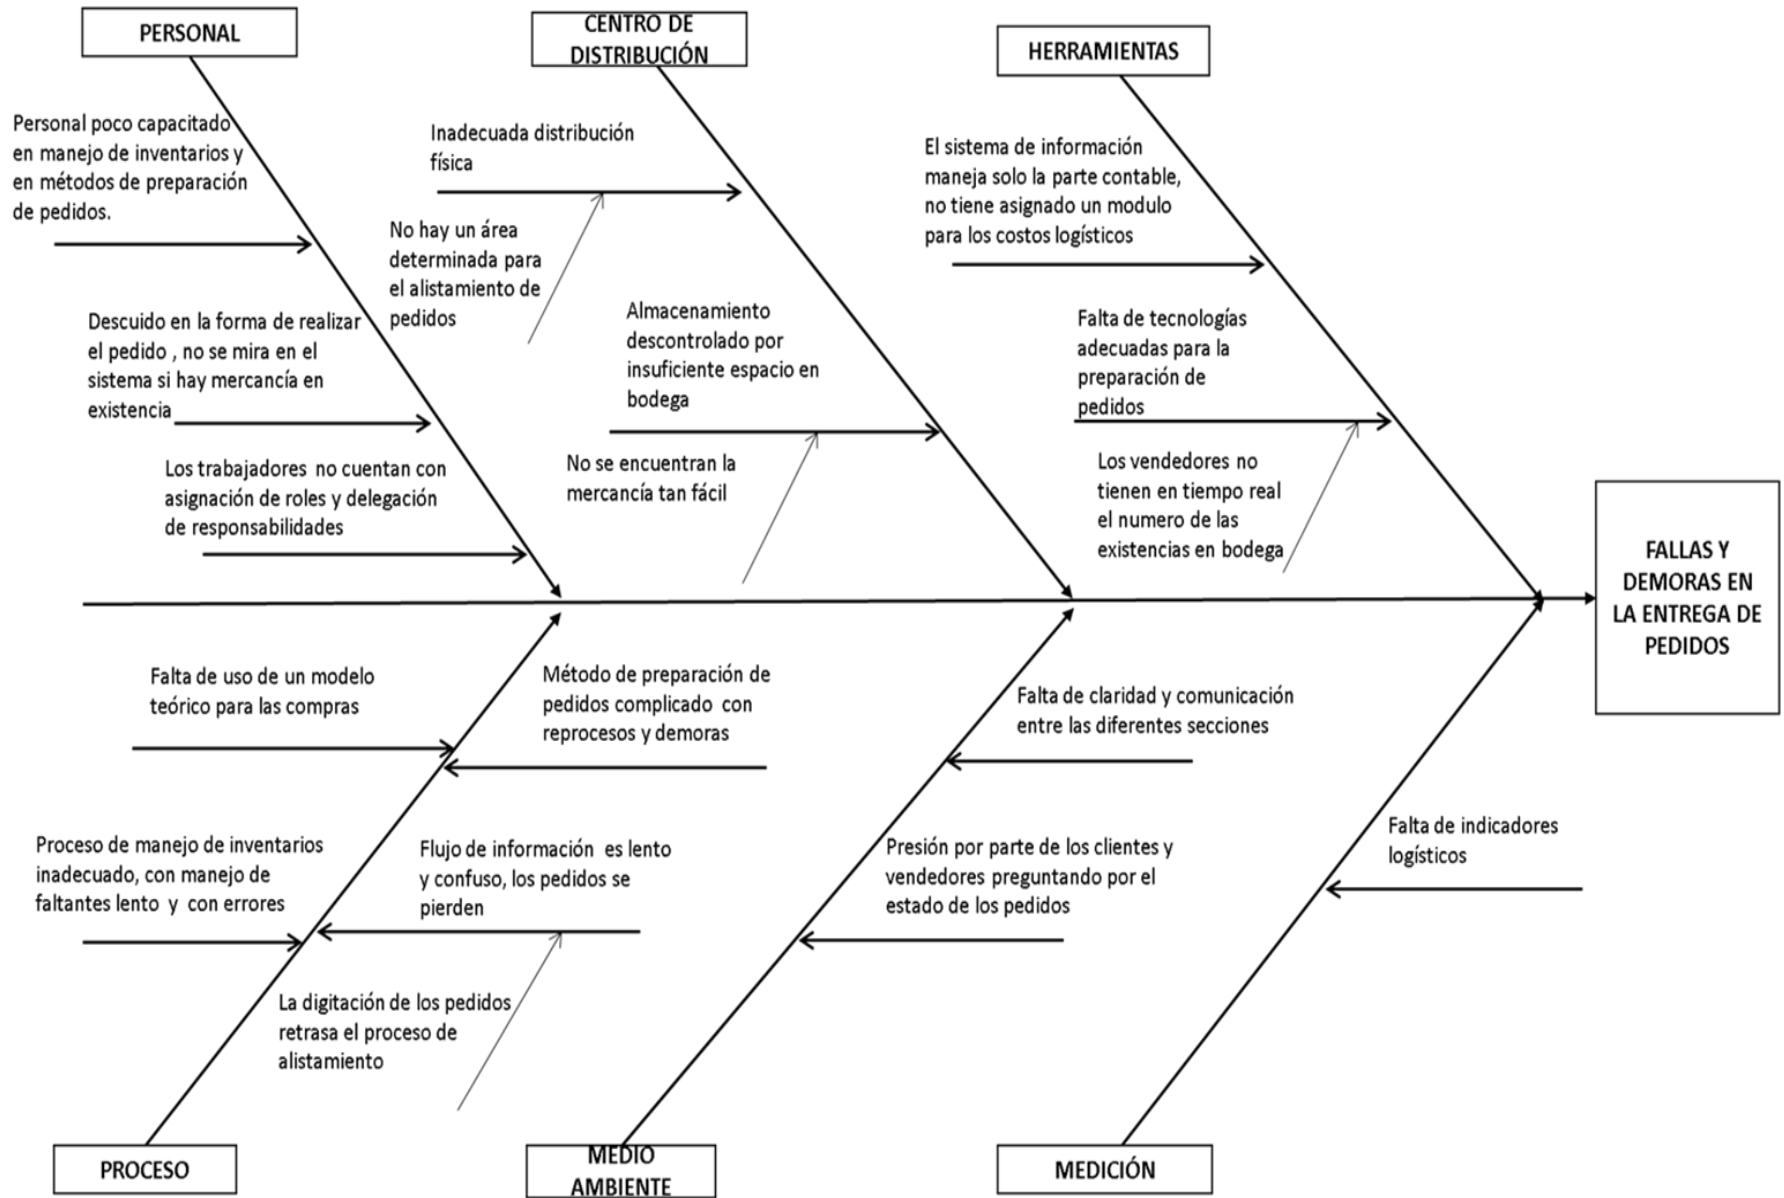 PERSONAL
CENTRO DE
DISTRIBUCIÓN
HERRAMIENTAS
Personal poco capacitado
en manejo de inventarios y
en métodos de preparación
de pedidos.
Descuido en la forma de realizar
el pedido , no se mira en el
sistema si hay mercancía en
existencia
Los trabajadores no cuentan con
asignación de roles y delegación
de responsabilidades
Inadecuada distribución
física
No hay un área
determinada para
el alistamiento de
pedidos
Almacenamiento
descontrolado por
insuficiente espacio en
bodega
No se encuentran la
mercancía tan fácil
El sistema de información
maneja solo la parte contable,
no tiene asignado un modulo
para los costos logísticos
Falta de tecnologías
adecuadas para la
preparación de
pedidos
Los vendedores no
tienen en tiempo real
el numero de las
existencias en bodega
FALLAS Y
DEMORAS EN
LA ENTREGA DE
PEDIDOS
Falta de uso de un modelo
teórico para las compras
Método de preparación de
pedidos complicado con
reprocesos y demoras
Proceso de manejo de inventarios
inadecuado, con manejo de
faltantes lento y con errores
Flujo de información es lento
y confuso, los pedidos se
pierden
La digitación de los pedidos
retrasa el proceso de
alistamiento
Falta de claridad y comunicación
entre las diferentes secciones
Presión por parte de los clientes y
vendedores preguntando por el
estado de los pedidos
Falta de indicadores
logísticos
PROCESO
MEDIO
AMBIENTE
MEDICIÓN